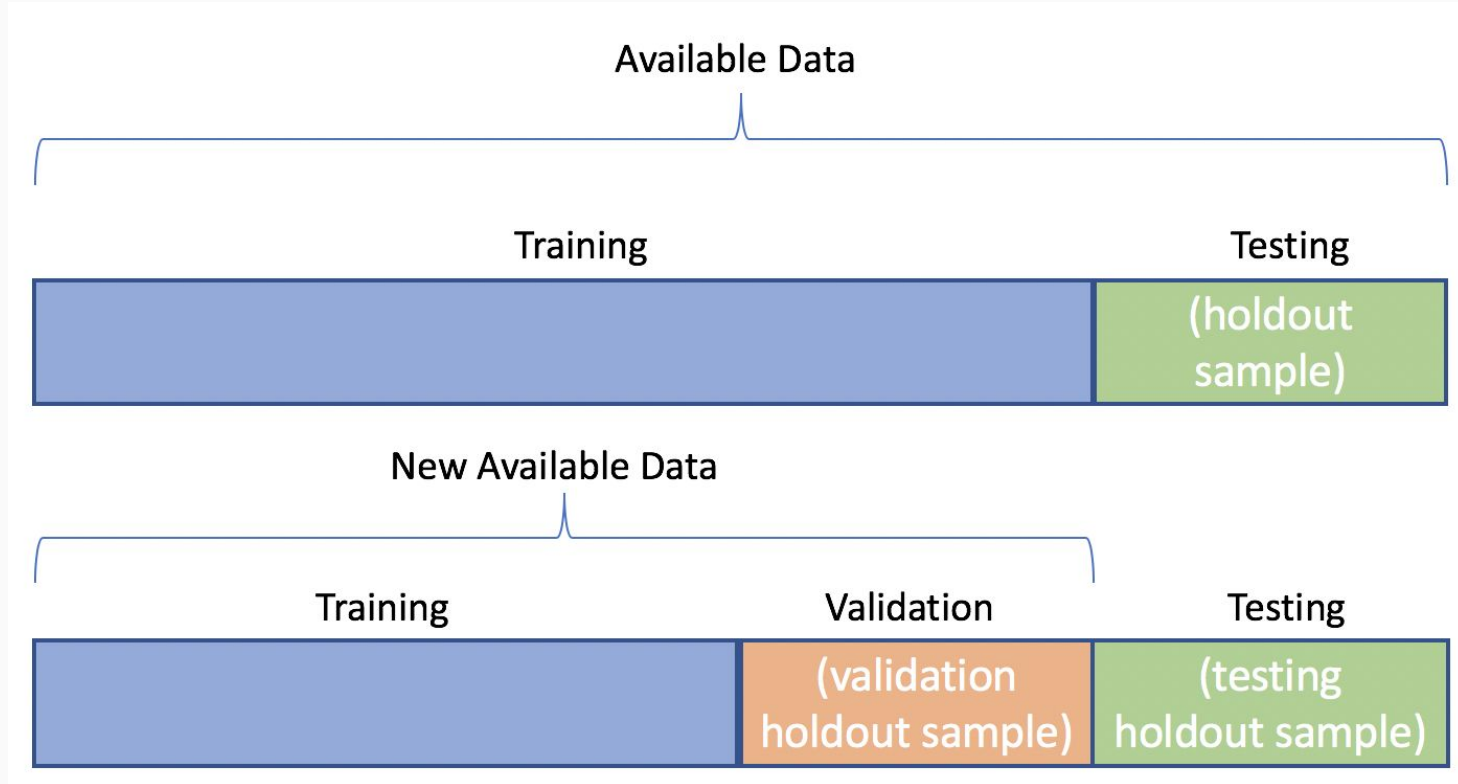 Available Data
Training
Testing
(holdout
sample)
New Available Data
Training
Validation
Testing
(validation
holdout sample)
(testing
holdout sample)